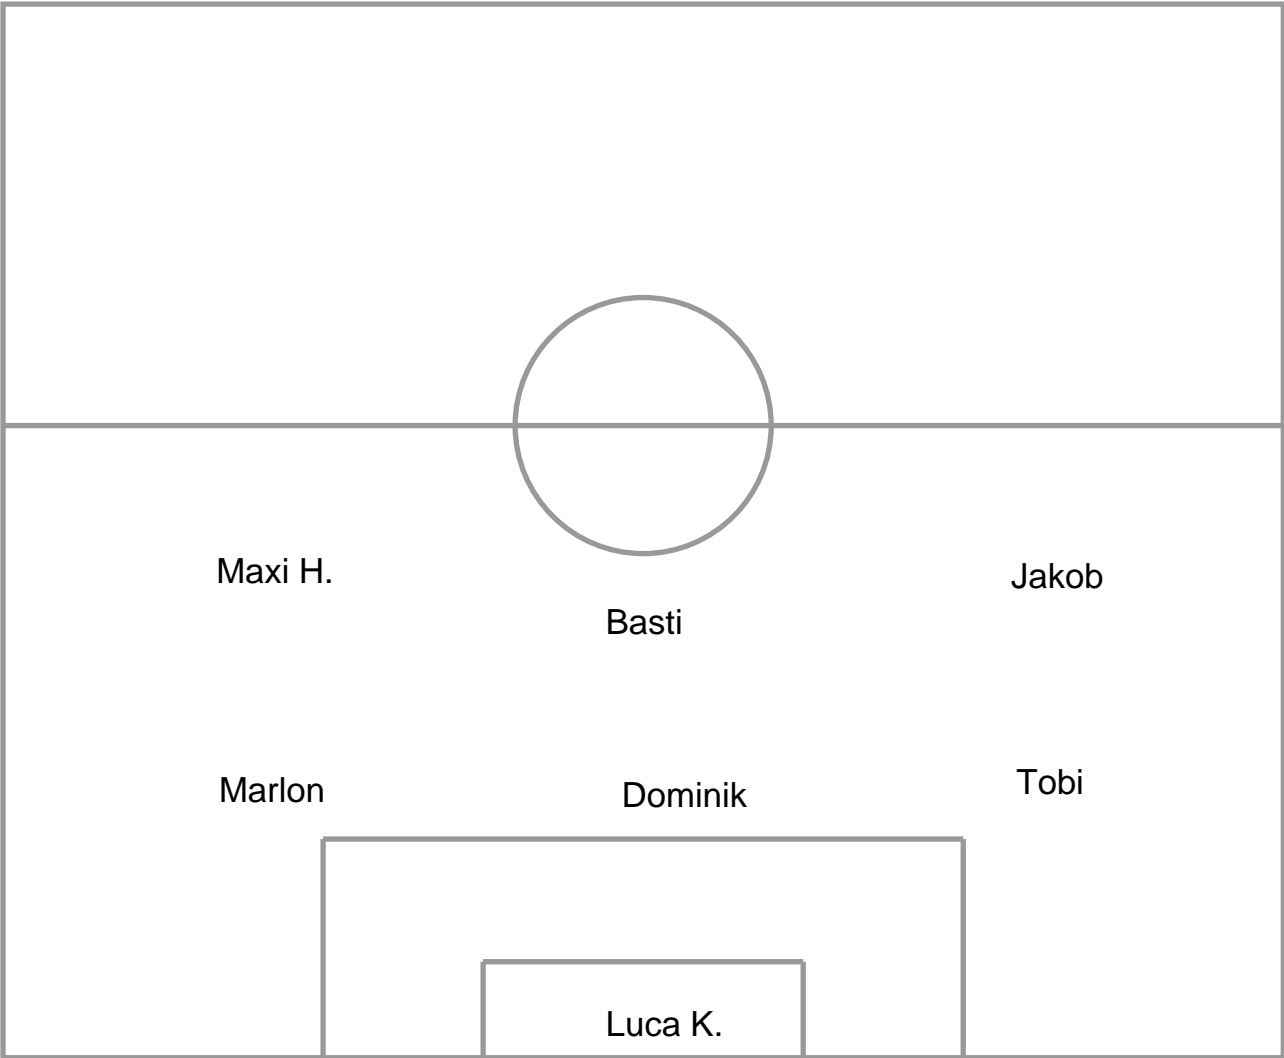 Maxi H.
Jakob
Basti
Marlon
Dominik
Tobi
Luca K.